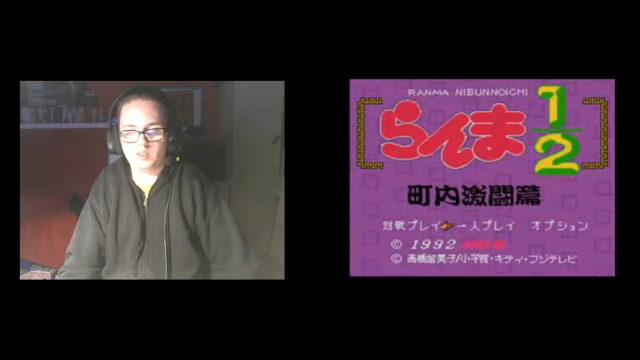 RANMA NIBUNNOICHI
らんま 1/2
町内激闘篇
対戦プレイ 一人プレイ オプション
© 1992 NCS
© 高橋留美子/小学館・キティ・フジテレビ